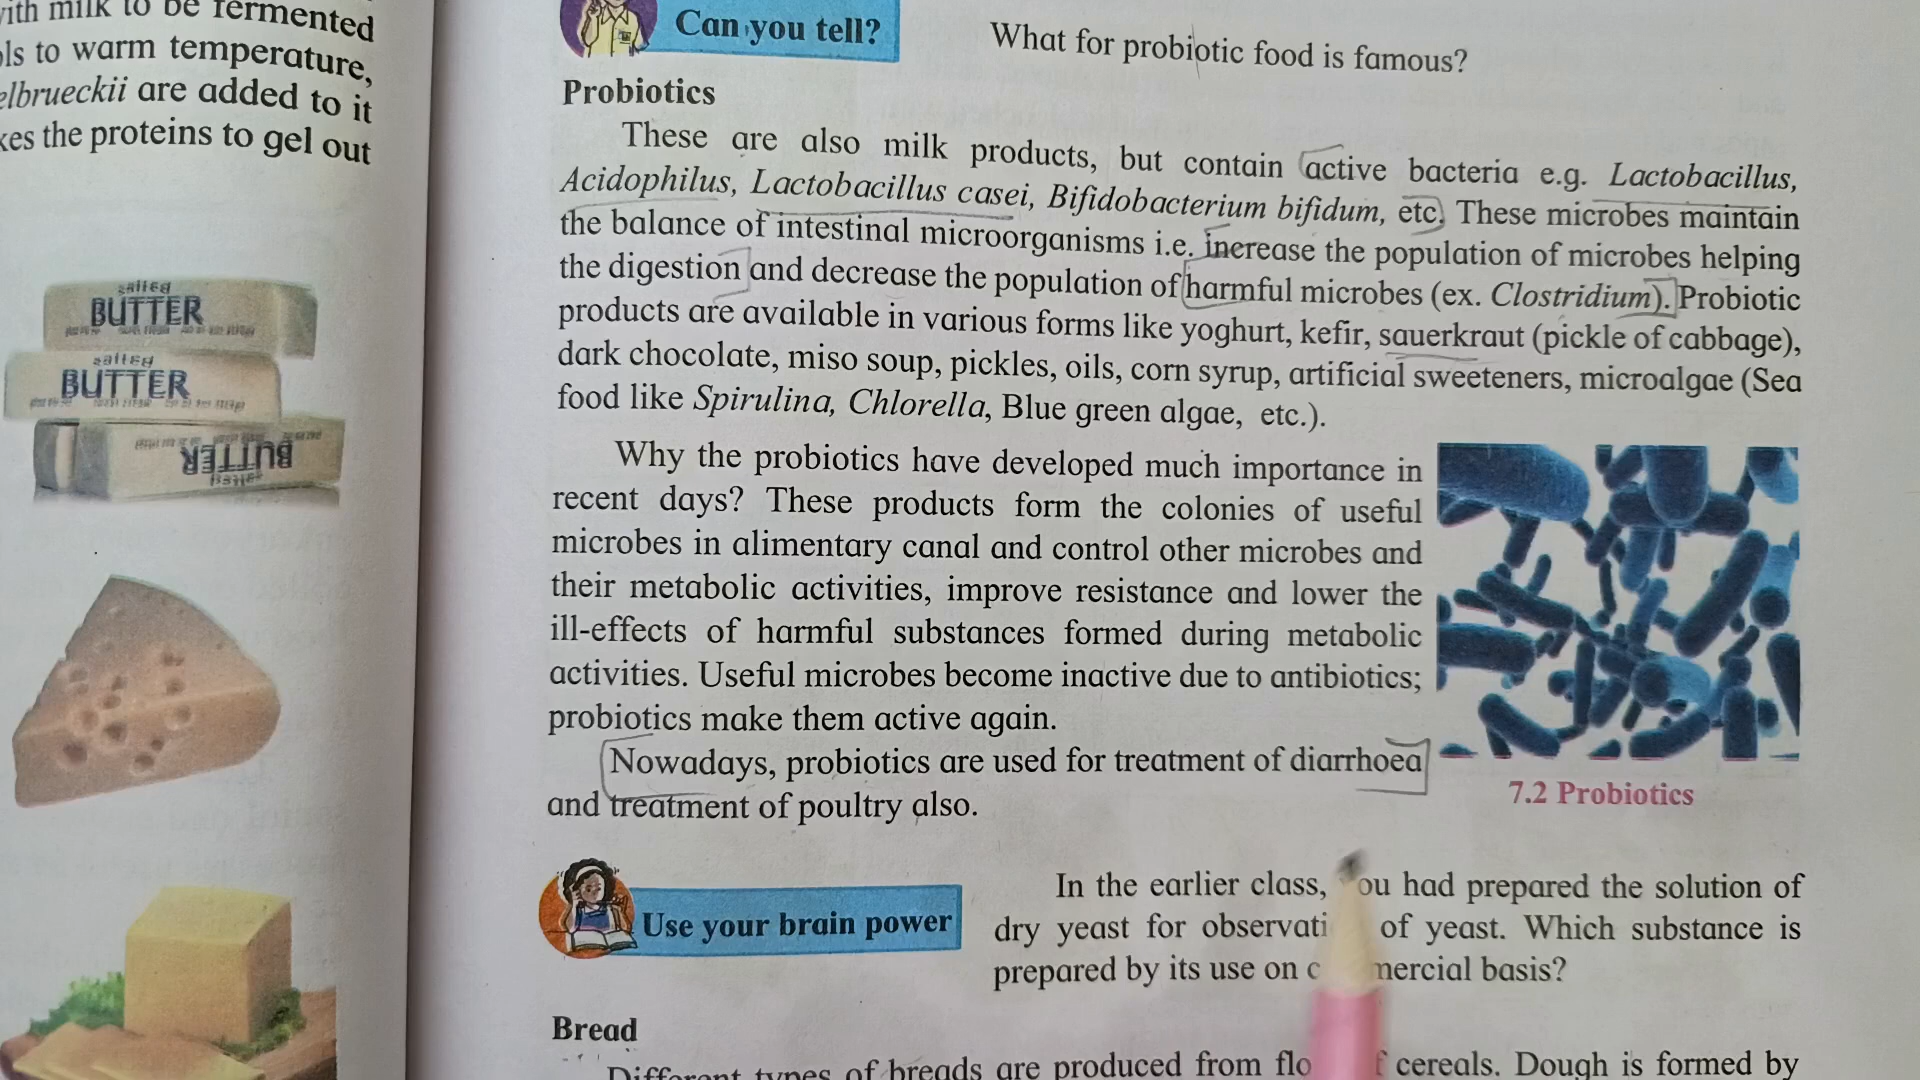 with milk to be fermented
to warm temperature,
are added to it
the proteins to gel out
salted
BUTTER
salted
BUTTER
BUTTER
Can you tell?
What for probiotic food is famous?
Probiotics
These are also milk products, but contain active bacteria e.g. Lactobacillus,
Acidophilus, Lactobacillus casei, Bifidobacterium bifidum, etc. These microbes maintain
the balance of intestinal microorganisms i.e. increase the population of microbes helping
the digestion and decrease the population of harmful microbes (ex. Clostridium). Probiotic
products are available in various forms like yoghurt, kefir, sauerkraut (pickle of cabbage),
dark chocolate, miso soup, pickles, oils, corn syrup, artificial sweeteners, microalgae (Sea
food like Spirulina, Chlorella, Blue green algae, etc.).
Why the probiotics have developed much importance in
recent days? These products form the colonies of useful
microbes in alimentary canal and control other microbes and
their metabolic activities, improve resistance and lower the
ill-effects of harmful substances formed during metabolic
activities. Useful microbes become inactive due to antibiotics;
probiotics make them active again.
Nowadays, probiotics are used for treatment of diarrhoea
and treatment of poultry also.
7.2 Probiotics
Use your brain power
In the earlier class, you had prepared the solution of
dry yeast for of yeast. Which substance is
prepared by its use on basis?
Bread
Different types of breads are produced from cereals. Dough is formed by